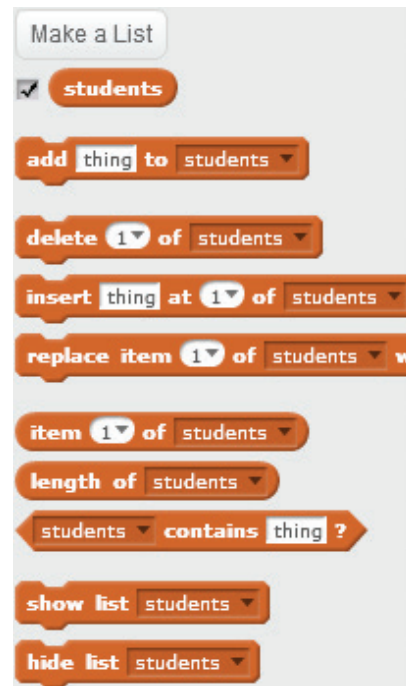 Make a List
students
add thing to students
delete 1 of students
insert thing at 1 of students
replace item 1 of students w
item 1 of students
length of students
students contains thing ?
show list students
hide list students